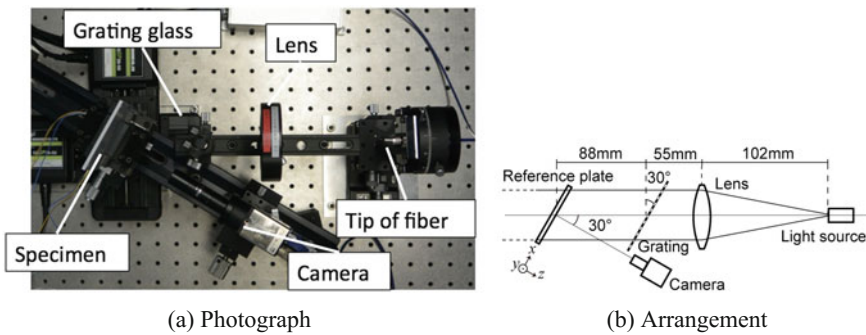 Grating glass
Lens
Specimen
Tip of fiber
Camera
(a) Photograph
88mm
55mm
102mm
Reference plate
30°
Lens
30°
Light source
Grating
x
y
z
Camera
(b) Arrangement